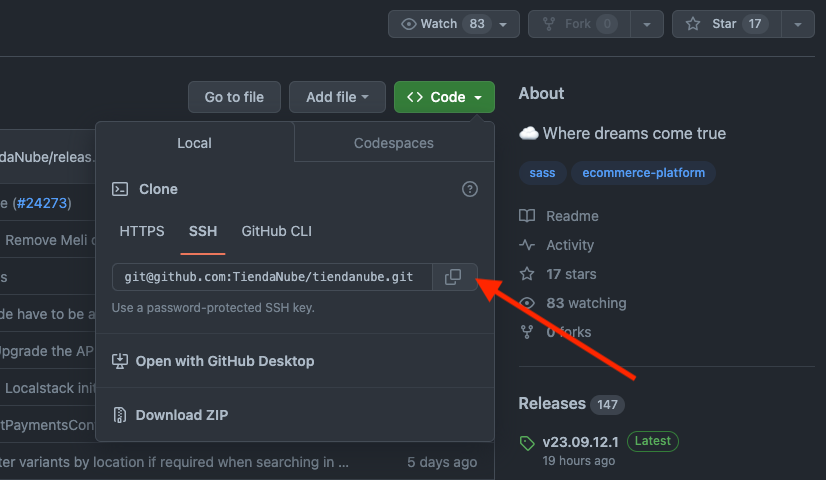 Watch 83
Fork 0
Star 17
Go to file
Add file
Code
About
Local
Codespaces
Where dreams come true
daNube/releas.
Clone
sass
ecommerce-platform
e (#24273)
HTTPS
SSH
GitHub CLI
Readme
Remove Meli c
Activity
git@github.com:TiendaNube/tiendanube.git
s
17 stars
Use a password-protected SSH key.
83 watching
de have to be a
0 forks
Upgrade the AP
Open with GitHub Desktop
Localstack init
Releases 147
Download ZIP
tPaymentsCon
v23.09.12.1 Latest
ter variants by location if required when searching in ...
5 days ago
19 hours ago